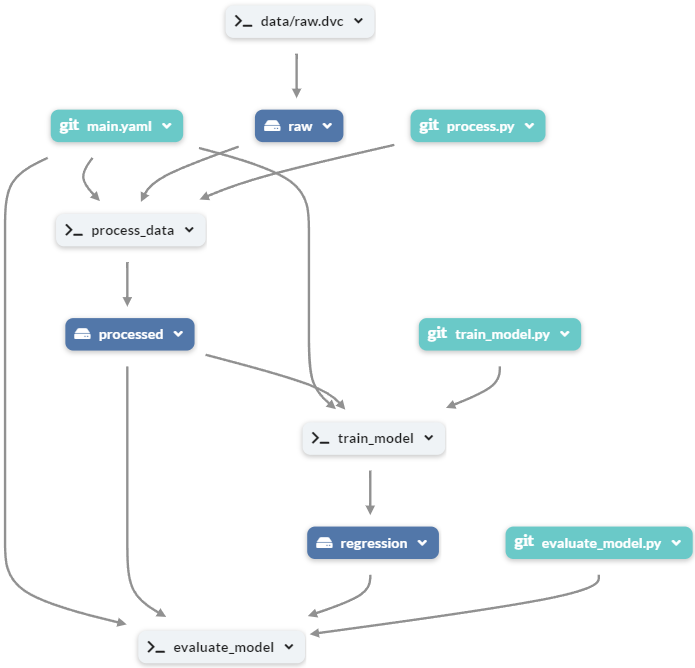 data/raw.dvc
git main.yaml
raw
git process.py
process_data
processed
git train_model.py
train_model
regression
git evaluate_model.py
evaluate_model